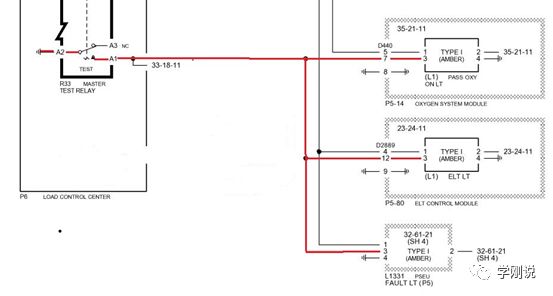 A2
A3 NC
A1
TEST MASTER
R33
TEST RELAY
33-18-11
P6 LOAD CONTROL CENTER
35-21-11
D440
5 1 TYPE I 2 35-21-11
7 3 (AMBER) 4
8 (L1) PASS OXY
ON LT
P5-14 OXYGEN SYSTEM MODULE
23-24-11
D2889
4 1 TYPE I 2 23-24-11
12 3 (AMBER) 4
9 (L1) ELT LT
P5-80 ELT CONTROL MODULE
32-61-21
(SH 4)
1 TYPE I 2 32-61-21
3 (AMBER) (SH 4)
4
L1331 PSEU
FAULT LT (P5)
学刚说